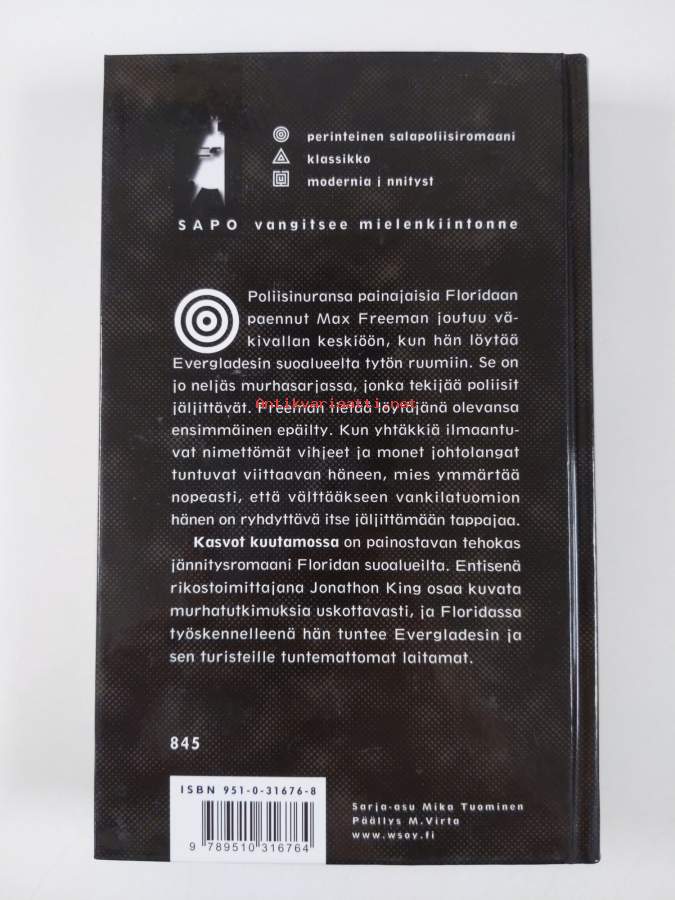 perinteinen salapoliisiromaani
klassikko
modernia j nnityst
SAPO vangitsee mielenkiintonne
Poliisinuransa painajaisia Floridaan
paennut Max Freeman joutuu vä-
kivallan keskiöön, kun hän löytää
Evergladesin suoalueelta tytön ruumiin. Se on
jo neljäs murhasarjassa, jonka tekijää poliisit
Antikvariaatti.net
jäljittävät. Freeman tietää löytäjänä olevansa
ensimmäinen epäilty. Kun yhtäkkiä ilmaantu-
vat nimettömät vihjeet ja monet johtolangat
tuntuvat viittaavan häneen, mies ymmärtää
nopeasti, että välttääkseen vankilatuomion
hänen on ryhdyttävä itse jäljittämään tappajaa.
Kasvot kuutamossa on painostavan tehokas
jännitysromaani Floridan suoalueilta. Entisenä
rikostoimittajana Jonathon King osaa kuvata
murhatutkimuksia uskottavasti, ja Floridassa
työskennelleenä hän tuntee Evergladesin ja
sen turisteille tuntemattomat laitamat.
845
ISBN 951-0-31676-8
9 789510 316764
Sarja-asu Mika Tuominen
Päällys M.Virta
www.wsoy.fi